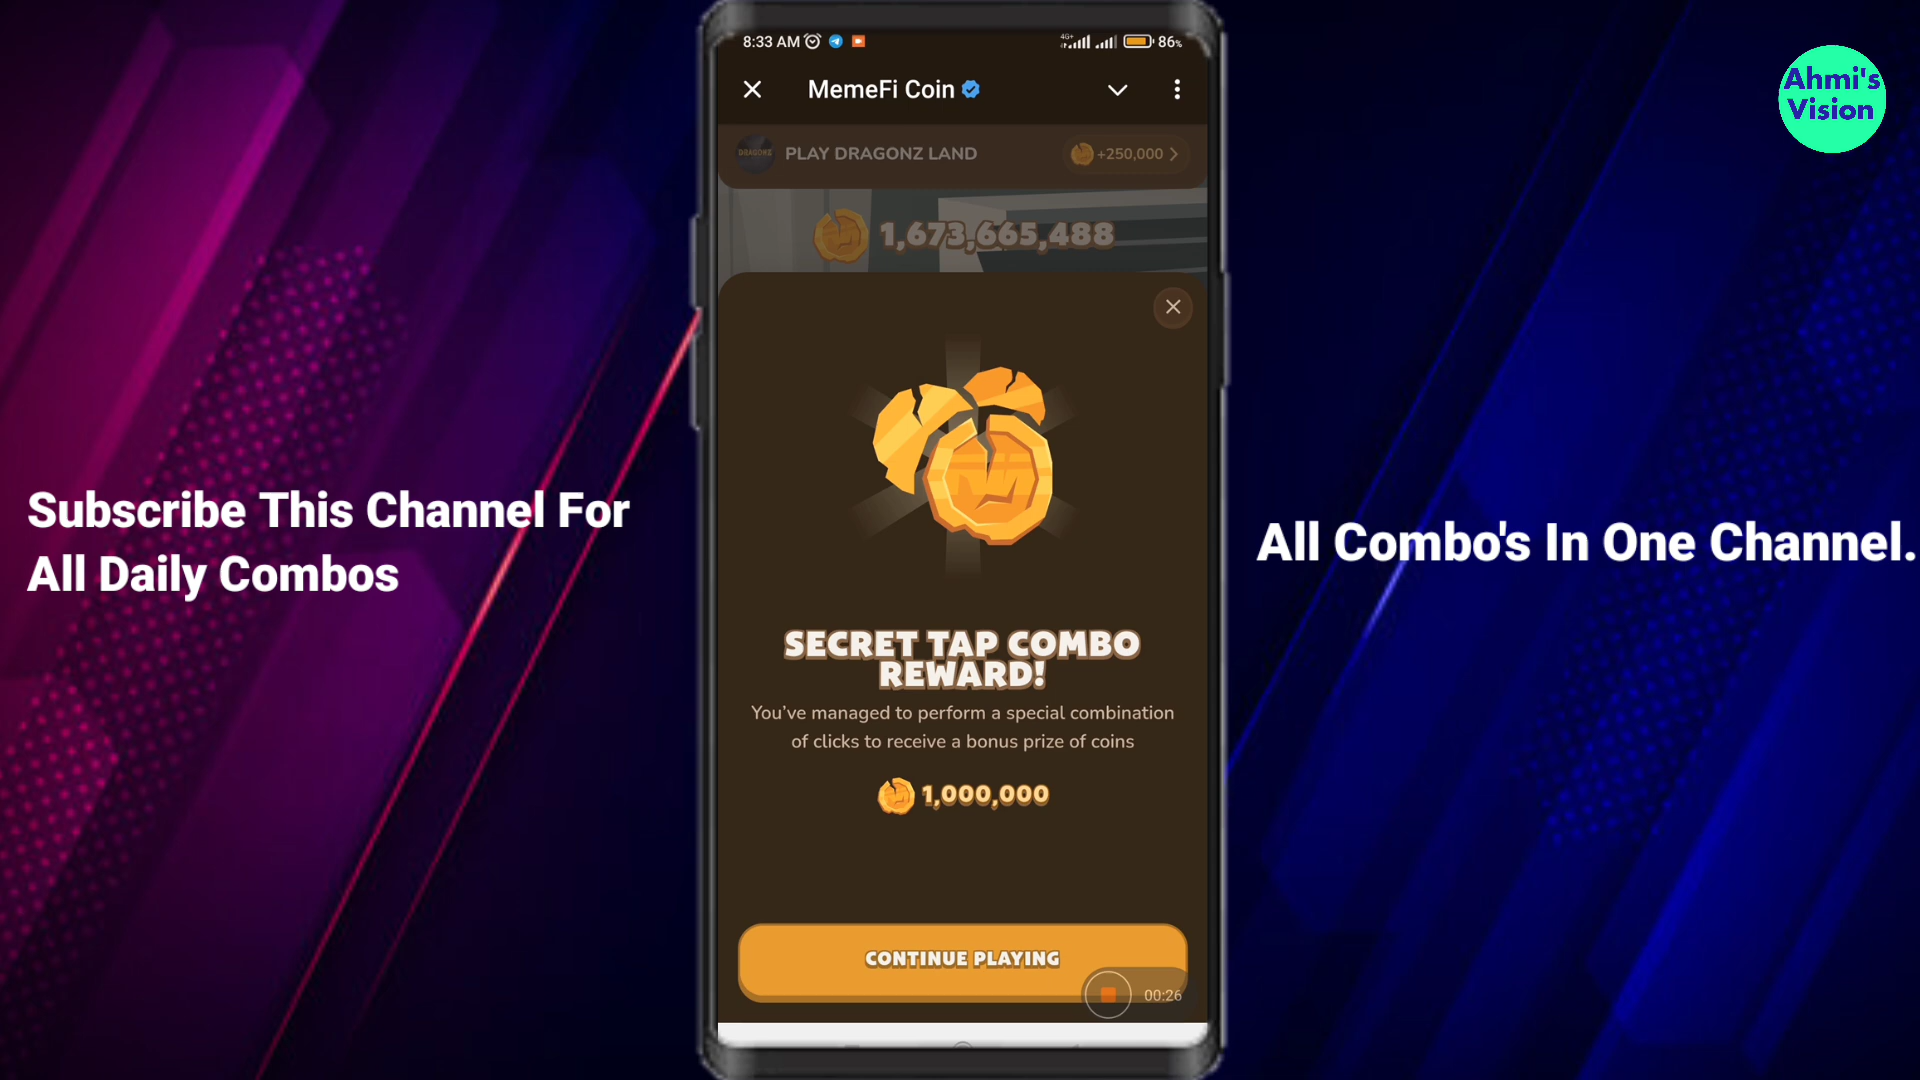 8:33 AM
4G+
86%
MemeFi Coin
DRAGONZ
PLAY DRAGONZ LAND
+250,000
1,673,665,488
SECRET TAP COMBO
REWARD!
You've managed to perform a special combination
of clicks to receive a bonus prize of coins
1,000,000
CONTINUE PLAYING
00:26
Subscribe This Channel For
All Daily Combos
All Combo's In One Channel.
Ahmi's
Vision